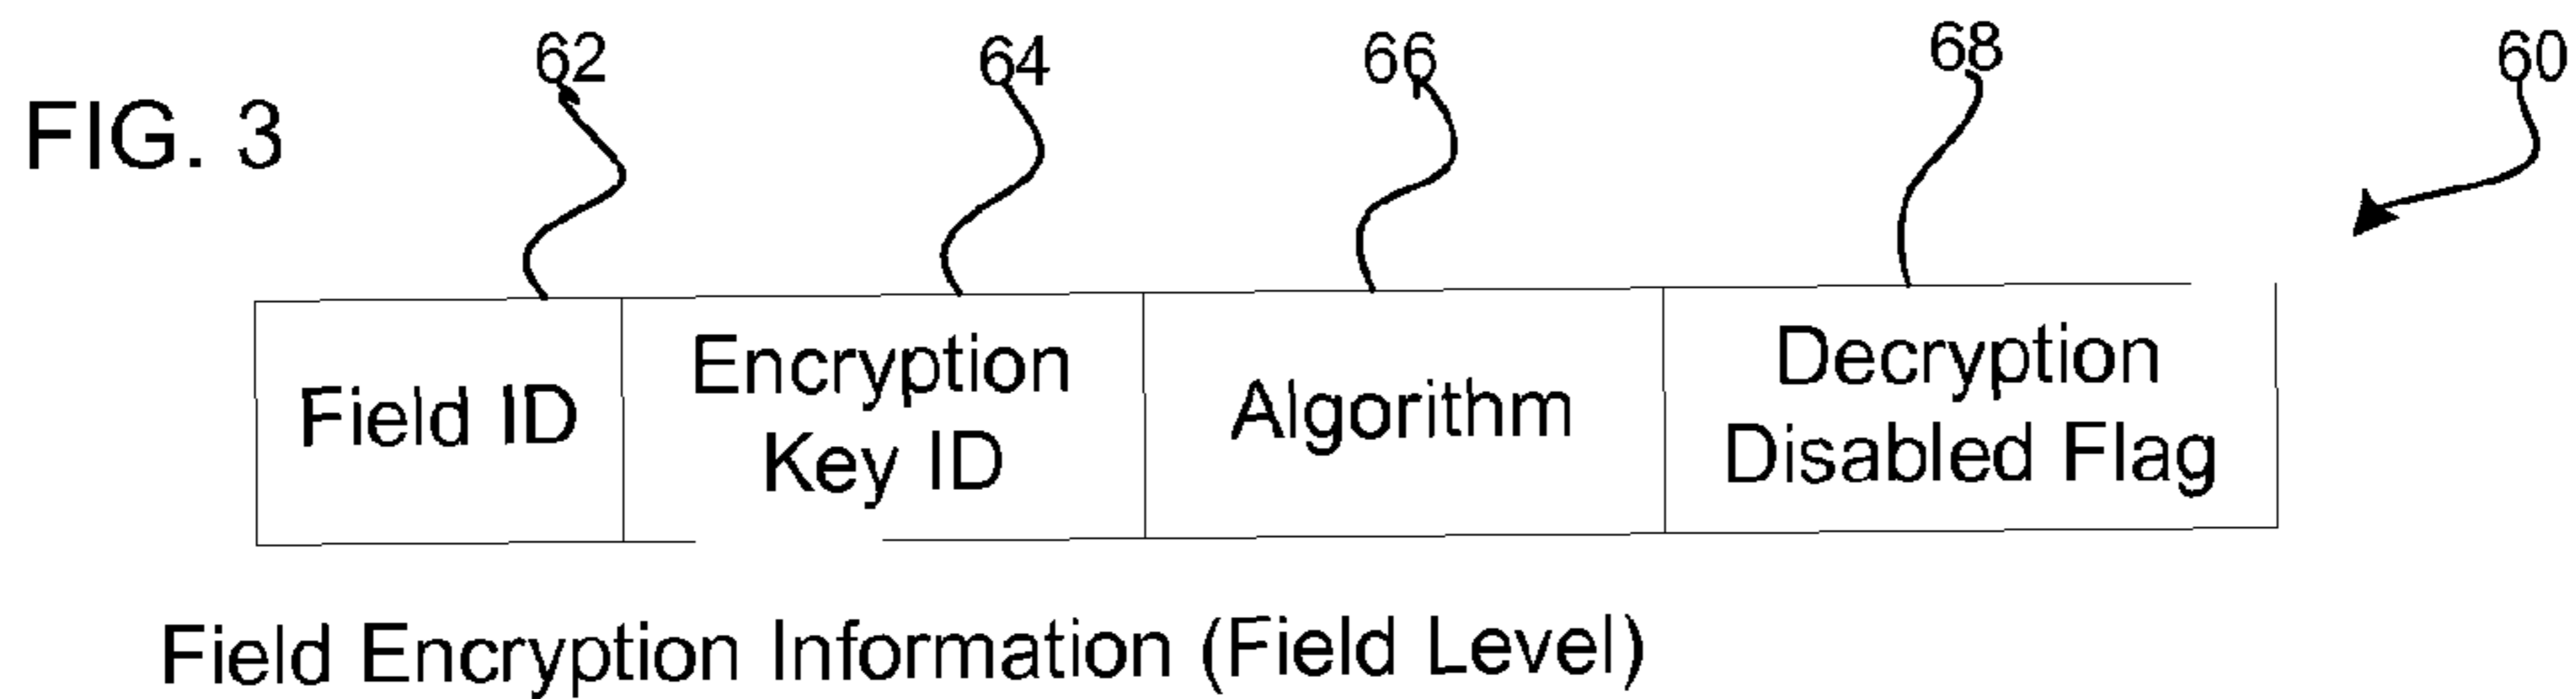 62
64
66
68
60
FIG. 3
Field ID
Encryption
Key ID
Algorithm
Decryption
Disabled Flag
Field Encryption Information (Field Level)